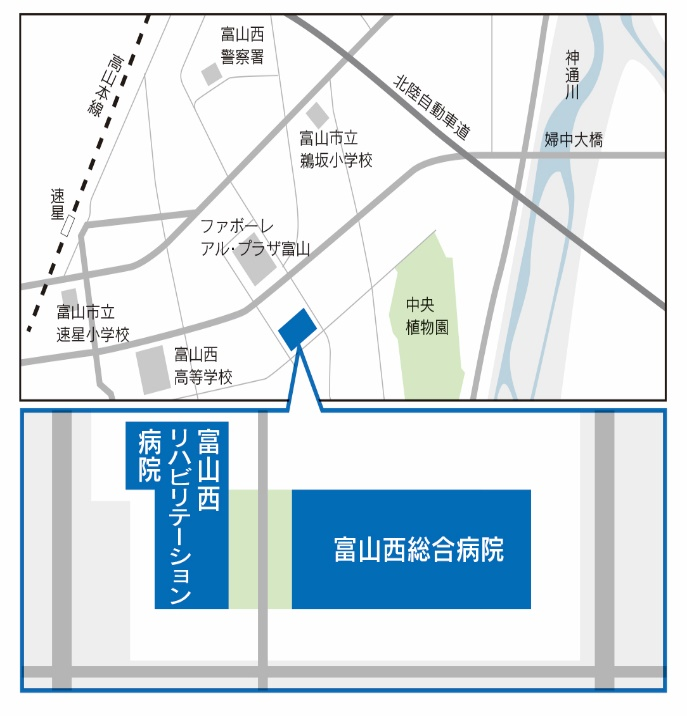 富山西
警察署
高山本線
神通川
北陸自動車道
富山市立
鵜坂小学校
婦中大橋
速星
ファボーレ
アル・プラザ富山
富山市立
速星小学校
中央
植物園
富山西
高等学校
富山西
リハビリテーション
病院
富山西総合病院